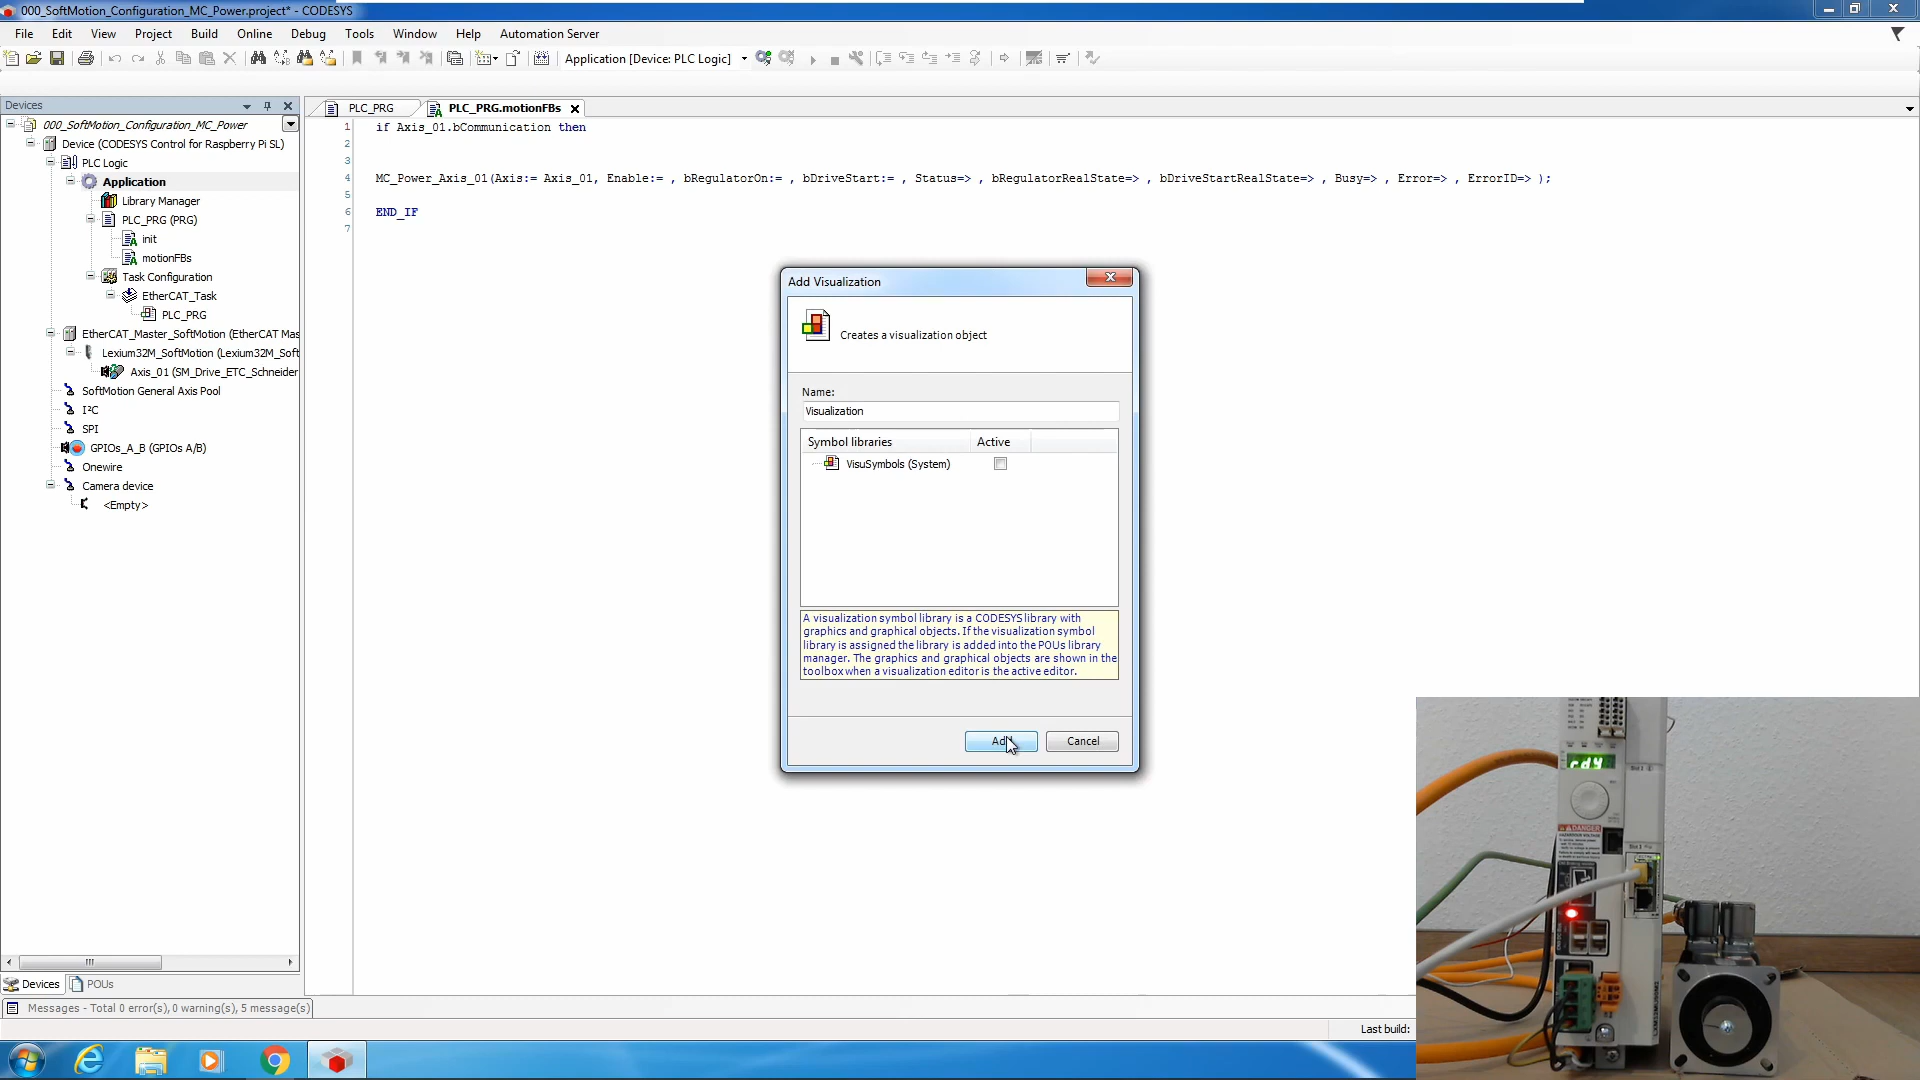 000_SoftMotion_Configuration_MC_Power.project* - CODESYS
File Edit View Project Build Online Debug Tools Window Help Automation Server
Application [Device: PLC Logic]
Devices
000_SoftMotion_Configuration_MC_Power
Device (CODESYS Control for Raspberry Pi SL)
PLC Logic
Application
Library Manager
PLC_PRG (PRG)
init
motionFBs
Task Configuration
EtherCAT_Task
PLC_PRG
EtherCAT_Master_SoftMotion (EtherCAT Mas
Lexium32M_SoftMotion (Lexium32M_Soft
Axis_01 (SM_Drive_ETC_Schneider
SoftMotion General Axis Pool
I²C
SPI
GPIOs_A_B (GPIOs A/B)
Onewire
Camera device
<Empty>
Devices POUs
PLC_PRG PLC_PRG.motionFBs
1 if Axis_01.bCommunication then
2
3
4 MC_Power_Axis_01(Axis:= Axis_01, Enable:= , bRegulatorOn:= , bDriveStart:= , Status=> , bRegulatorRealState=> , bDriveStartRealState=> , Busy=> , Error=> , ErrorID=> );
5
6 END_IF
7
Add Visualization
Creates a visualization object
Name:
Visualization
Symbol libraries Active
VisuSymbols (System)
A visualization symbol library is a CODESYS library with
graphics and graphical objects. If the visualization symbol
library is assigned the library is added into the POUs library
manager. The graphics and graphical objects are shown in the
toolbox when a visualization editor is the active editor.
Add Cancel
Messages - Total 0 error(s), 0 warning(s), 5 message(s)
Last build:
rdy
DANGER